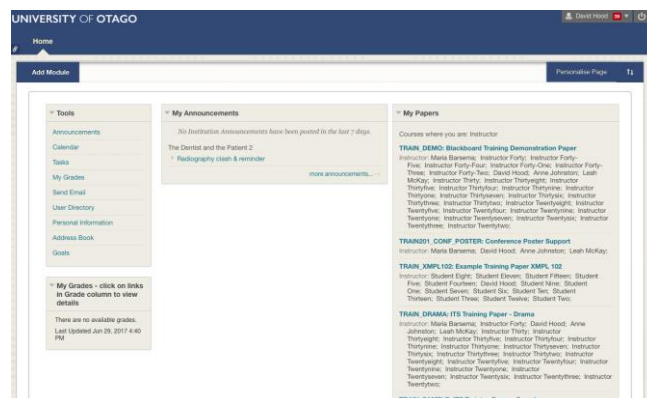 UNIVERSITY OF OTAGO
David Hood
Home
Add Module
Personalise Page
Tools
Announcements
Calendar
Tasks
My Grades
Send Email
User Directory
Personal Information
Address Book
Goals
My Grades - click on links
in Grade column to view
details
There are no available grades.
Last Updated Jun 29, 2017 4:40
PM
My Announcements
No Institution Announcements have been posted in the last 7 days.
The Dentist and the Patient 2
Radiography clash & reminder
more announcements...
My Papers
Courses where you are: Instructor
TRAIN_DEMO: Blackboard Training Demonstration Paper
Instructor: Maria Barsema; Instructor Forty; Instructor Forty-
Five; Instructor Forty-Four; Instructor Forty-One; Instructor Forty-
Three; Instructor Forty-Two; David Hood; Anne Johnston; Leah
McKay; Instructor Thirty; Instructor Thirtyeight; Instructor
Thirtyfive; Instructor Thirtyfour; Instructor Thirtynine; Instructor
Thirtyone; Instructor Thirtyseven; Instructor Thirtysix; Instructor
Thirtythree; Instructor Thirtytwo; Instructor Twentyeight; Instructor
Twentyfive; Instructor Twentyfour; Instructor Twentynine; Instructor
Twentyone; Instructor Twentyseven; Instructor Twentysix; Instructor
Twentythree; Instructor Twentytwo;
TRAIN201_CONF_POSTER: Conference Poster Support
Instructor: Maria Barsema; David Hood; Anne Johnston; Leah McKay;
TRAIN_XMPL102: Example Training Paper XMPL 102
Instructor: Student Eight; Student Eleven; Student Fifteen; Student
Five; Student Fourteen; David Hood; Student Nine; Student
One; Student Seven; Student Six; Student Ten; Student
Thirteen; Student Three; Student Twelve; Student Two;
TRAIN_DRAMA: ITS Training Paper - Drama
Instructor: Maria Barsema; Instructor Forty; David Hood; Anne
Johnston; Leah McKay; Instructor Thirty; Instructor
Thirtyeight; Instructor Thirtyfive; Instructor Thirtyfour; Instructor
Thirtynine; Instructor Thirtyone; Instructor Thirtyseven; Instructor
Thirtysix; Instructor Thirtythree; Instructor Thirtytwo; Instructor
Twentyeight; Instructor Twentyfive; Instructor Twentyfour; Instructor
Twentynine; Instructor Twentyone; Instructor
Twentyseven; Instructor Twentysix; Instructor Twentythree; Instructor
Twentytwo;